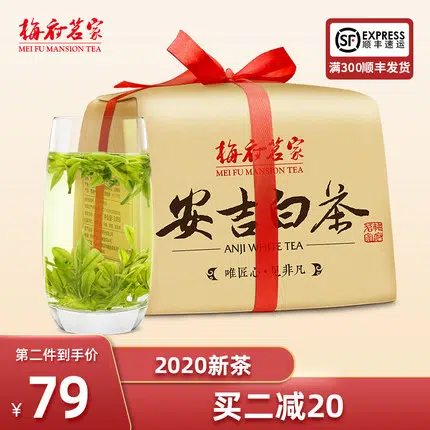 梅府茗家
MEI FU MANSION TEA
SF EXPRESS
顺丰速运
满300顺丰发货
梅府茗家
MEI FU MANSION TEA
安吉白茶
ANJI WHITE TEA
唯匠心·见非凡
第二件到手价
¥79
2020新茶
买二减20